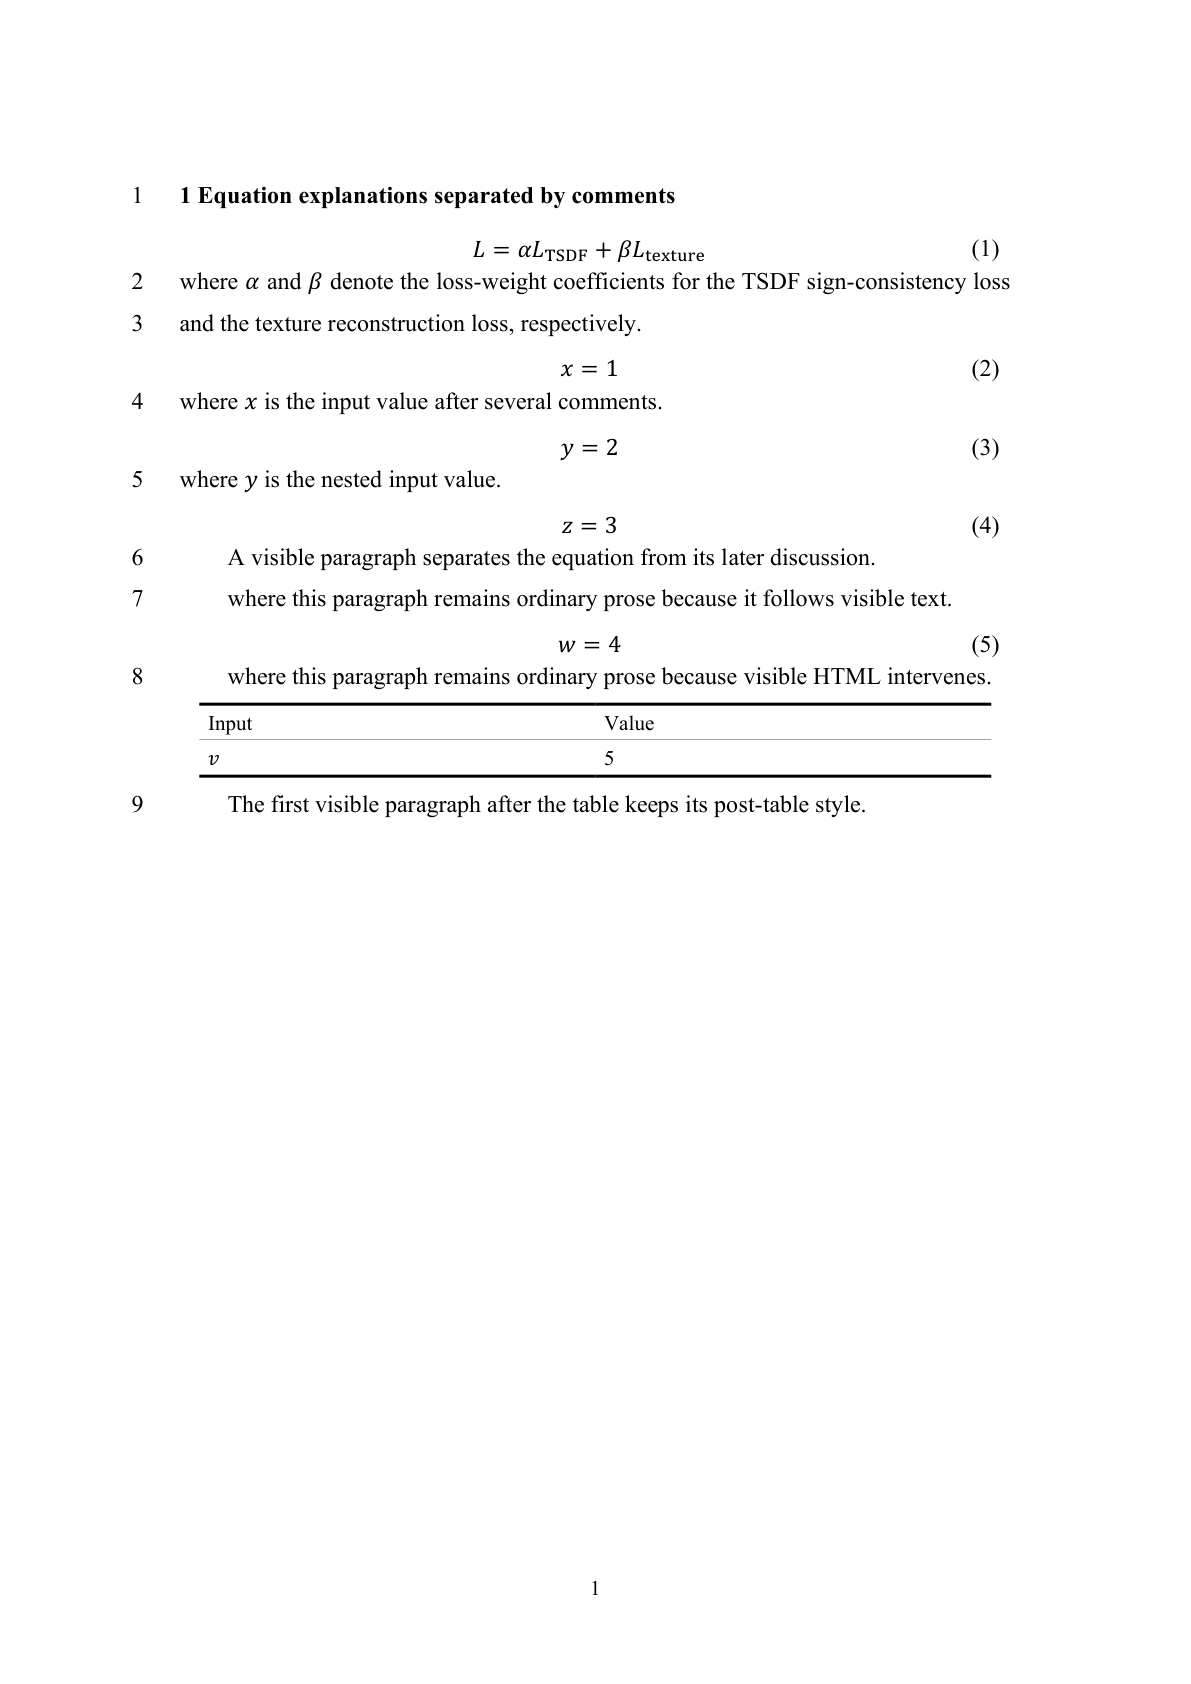 1 1 Equation explanations separated by comments
L = αL_TSDF + βL_texture (1)
2 where α and β denote the loss-weight coefficients for the TSDF sign-consistency loss
3 and the texture reconstruction loss, respectively.
x = 1 (2)
4 where x is the input value after several comments.
y = 2 (3)
5 where y is the nested input value.
z = 3 (4)
6 A visible paragraph separates the equation from its later discussion.
7 where this paragraph remains ordinary prose because it follows visible text.
w = 4 (5)
8 where this paragraph remains ordinary prose because visible HTML intervenes.
Input Value
v 5
9 The first visible paragraph after the table keeps its post-table style.
1